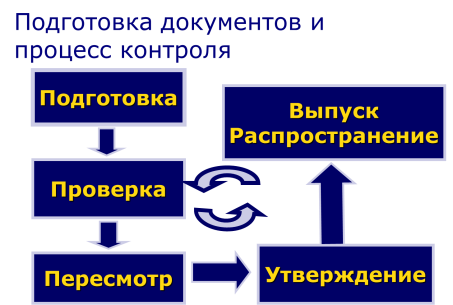 Подготовка документов и
процесс контроля
Подготовка
Проверка
Пересмотр
Утверждение
Выпуск
Распространение